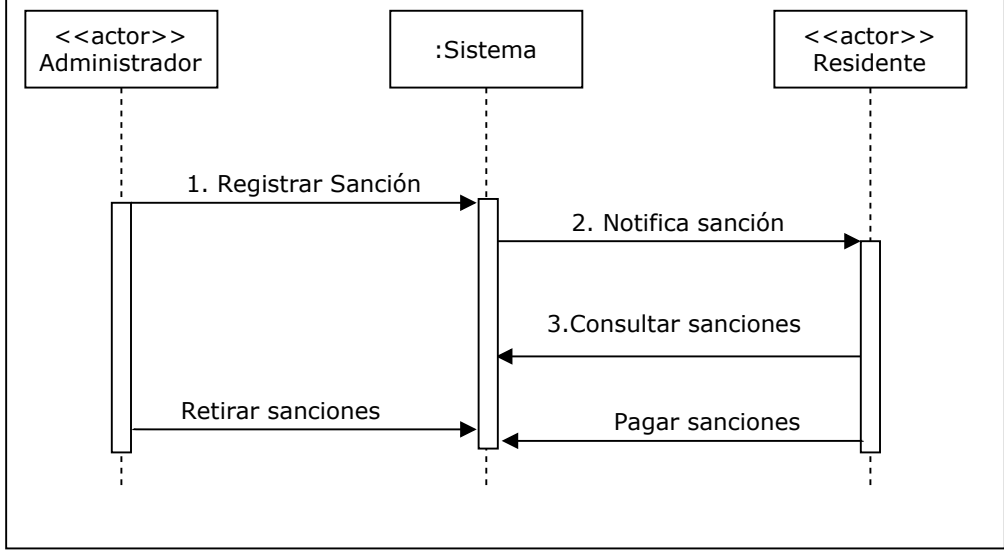 <<actor>>
Administrador
:Sistema
<<actor>>
Residente
1. Registrar Sanción
2. Notifica sanción
3.Consultar sanciones
Retirar sanciones
Pagar sanciones